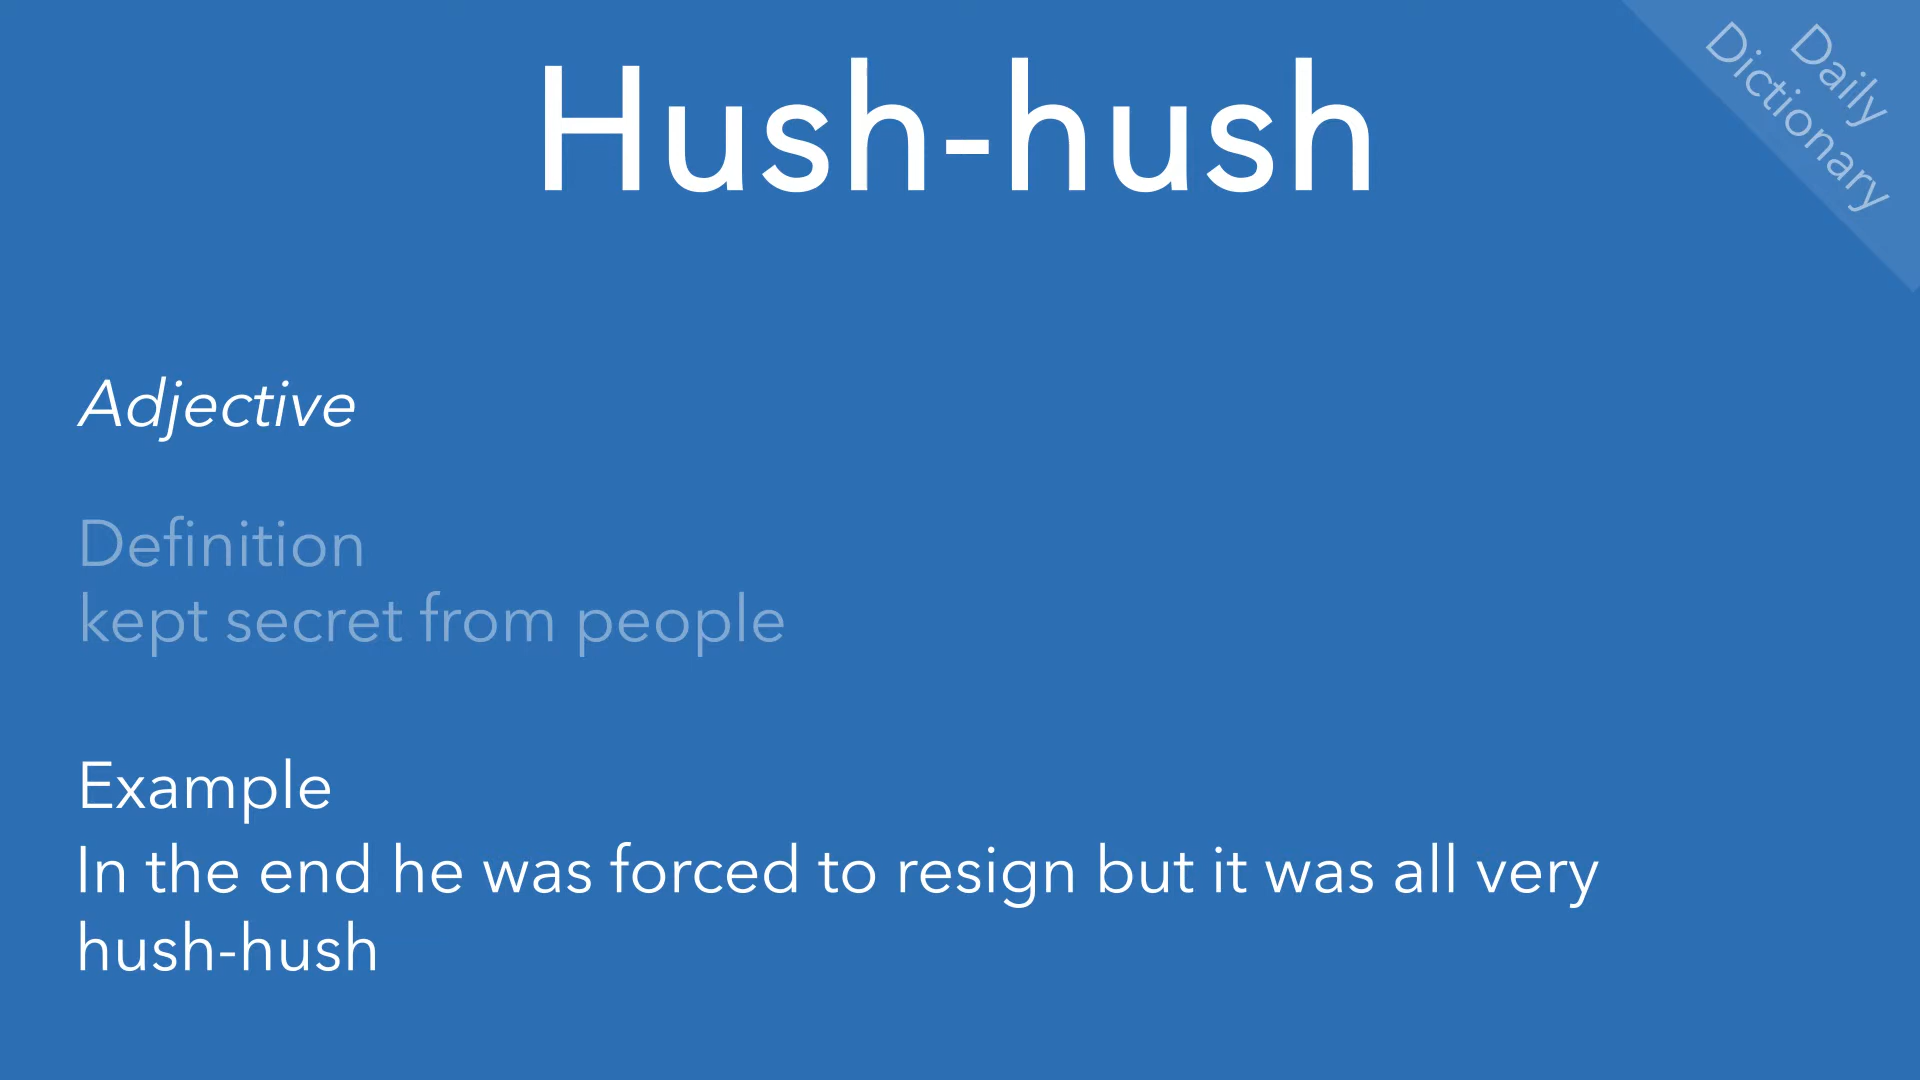 Hush-hush
Daily
Dictionary
Adjective
Definition
kept secret from people
Example
In the end he was forced to resign but it was all very
hush-hush